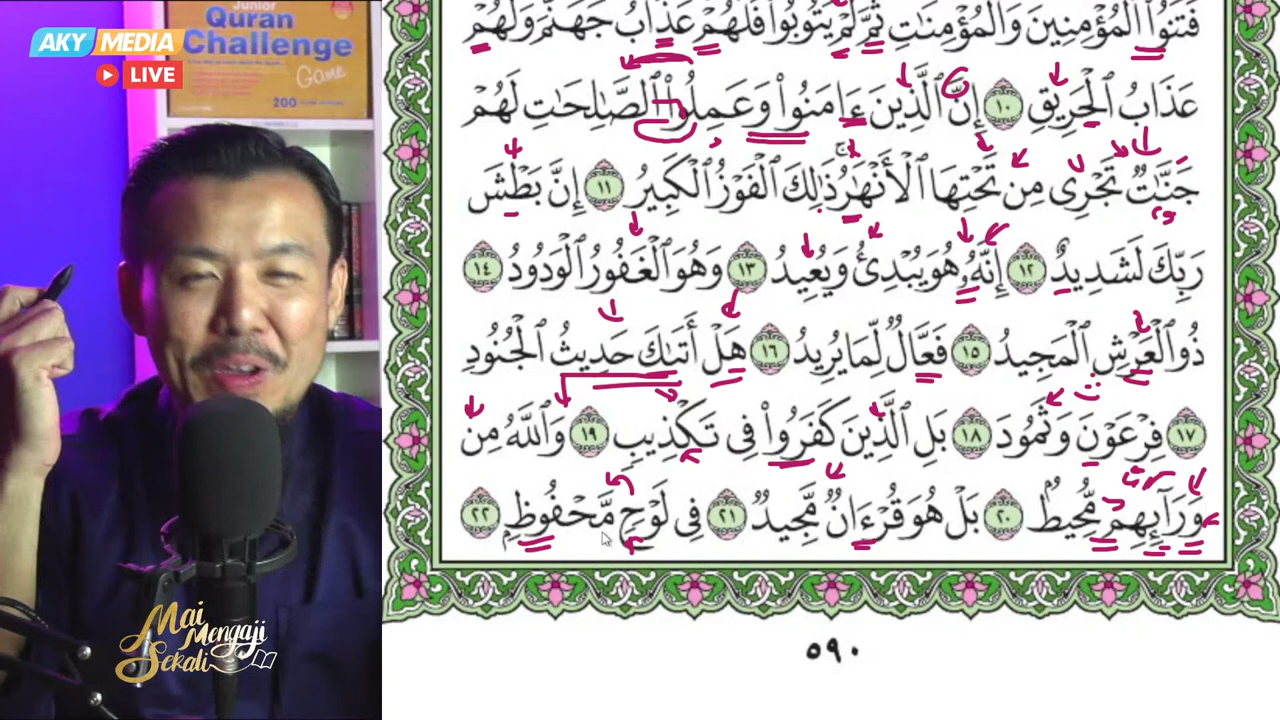 AKY MEDIA
LIVE
Junior
Quran
Challenge
Game
200
Mai
Mengaji
Sekali
فَتَنُوا۟ ٱلْمُؤْمِنِينَ وَٱلْمُؤْمِنَـٰتِ ثُمَّ لَمْ يَتُوبُوا۟ فَلَهُمْ عَذَابُ جَهَنَّمَ وَلَهُمْ
عَذَابُ ٱلْحَرِيقِ ١٠ إِنَّ ٱلَّذِينَ ءَامَنُوا۟ وَعَمِلُوا۟ ٱلصَّـٰلِحَـٰتِ لَهُمْ
جَنَّـٰتٌ تَجْرِى مِن تَحْتِهَا ٱلْأَنْهَـٰرُ ۚ ذَٰلِكَ ٱلْفَوْزُ ٱلْكَبِيرُ ١١ إِنَّ بَطْشَ
رَبِّكَ لَشَدِيدٌ ١٢ إِنَّهُۥ هُوَ يُبْدِئُ وَيُعِيدُ ١٣ وَهُوَ ٱلْغَفُورُ ٱلْوَدُودُ ١٤
ذُو ٱلْعَرْشِ ٱلْمَجِيدُ ١٥ فَعَّالٌ لِّمَا يُرِيدُ ١٦ هَلْ أَتَىٰكَ حَدِيثُ ٱلْجُنُودِ
١٧ فِرْعَوْنَ وَثَمُودَ ١٨ بَلِ ٱلَّذِينَ كَفَرُوا۟ فِى تَكْذِيبٍ ١٩ وَٱللَّهُ مِن
وَرَآئِهِم مُّحِيطٌۢ ٢٠ بَلْ هُوَ قُرْءَانٌ مَّجِيدٌ ٢١ فِى لَوْحٍ مَّحْفُوظٍۭ ٢٢
٥٩٠